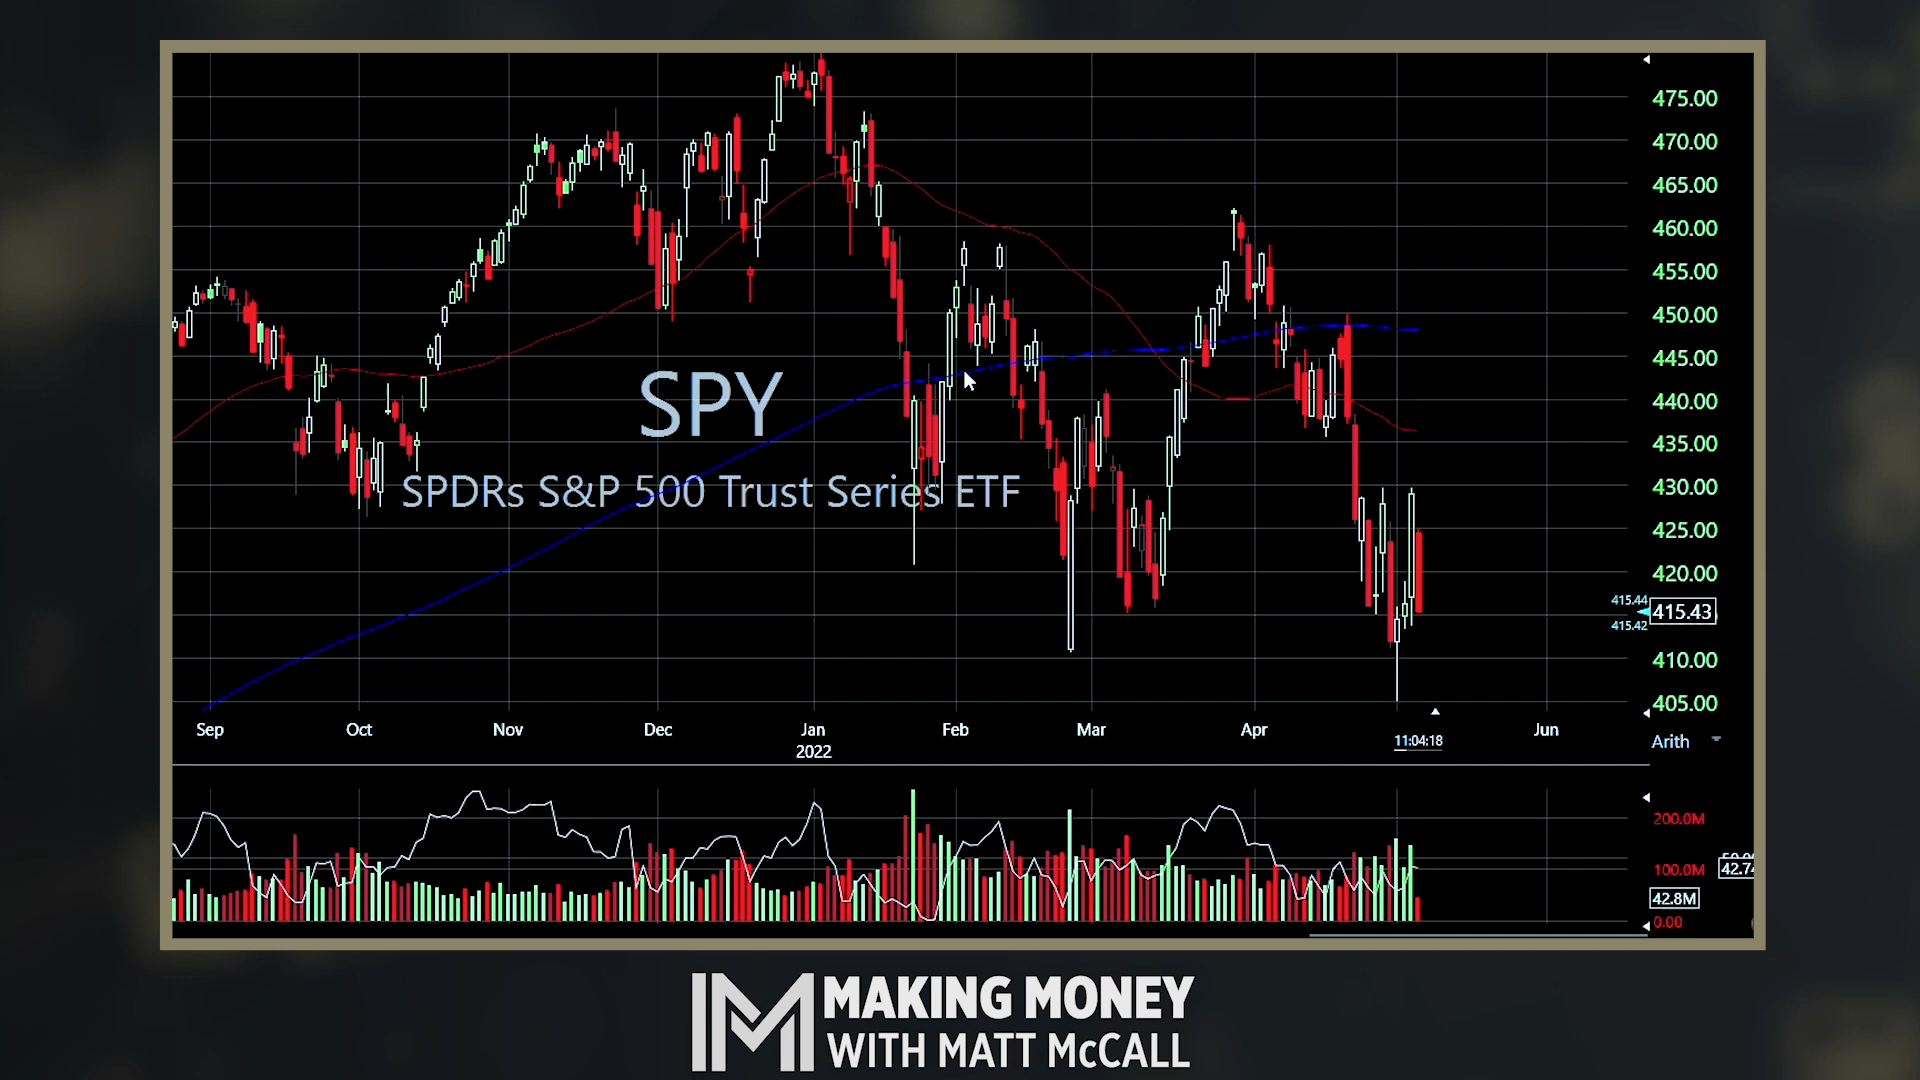 475.00
470.00
465.00
460.00
455.00
450.00
445.00
440.00
435.00
430.00
425.00
420.00
415.44
415.43
415.42
410.00
405.00
SPY
SPDRs S&P 500 Trust Series ETF
Sep Oct Nov Dec Jan Feb Mar Apr Jun
2022
11:04:18
Arith
200.0M
100.0M
42.74
42.8M
0.00
MAKING MONEY
WITH MATT McCALL